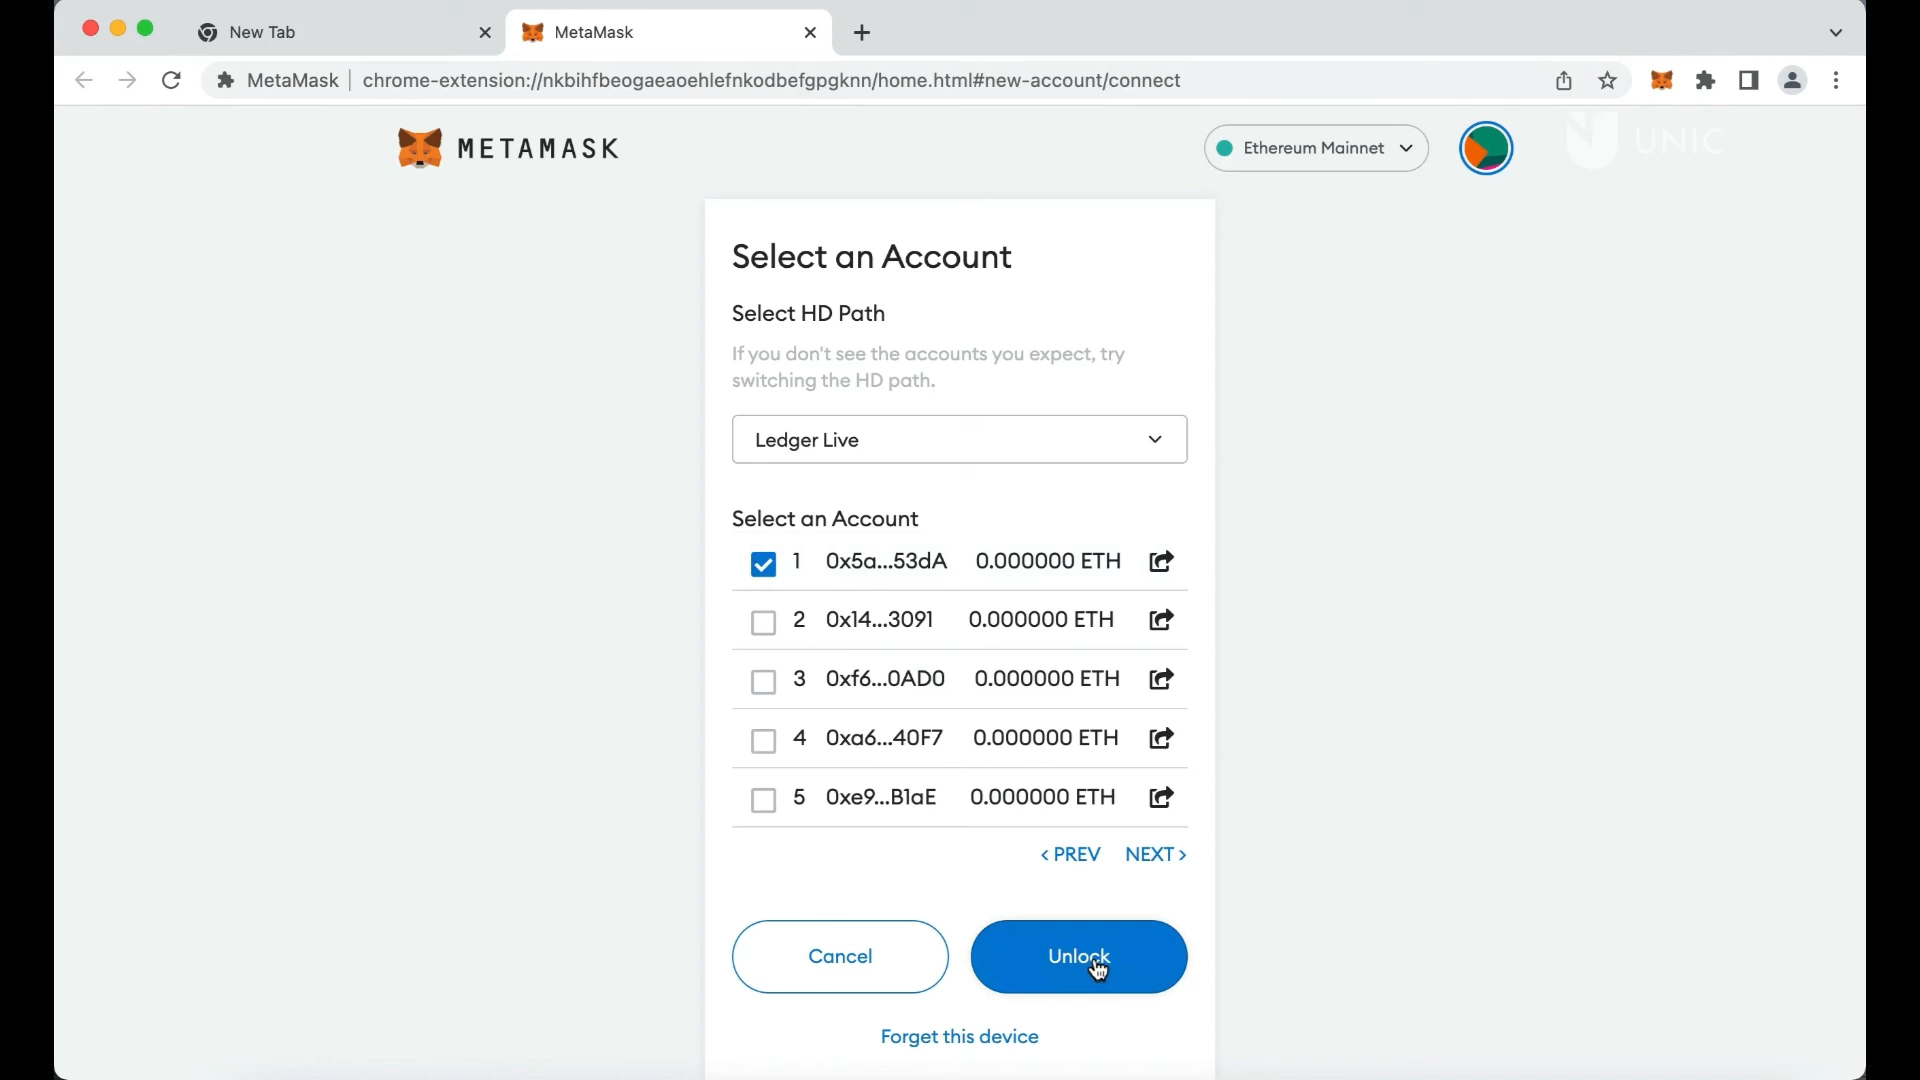 New Tab
MetaMask
MetaMask
chrome-extension://nkbihfbeogaeaoehlefnkodbefgpgknn/home.html#new-account/connect
METAMASK
Ethereum Mainnet
UNIC
Select an Account
Select HD Path
If you don't see the accounts you expect, try
switching the HD path.
Ledger Live
Select an Account
1 0x5a...53dA 0.000000 ETH
2 0x14...3091 0.000000 ETH
3 0xf6...0AD0 0.000000 ETH
4 0xa6...40F7 0.000000 ETH
5 0xe9...B1aE 0.000000 ETH
< PREV NEXT >
Cancel
Unlock
Forget this device